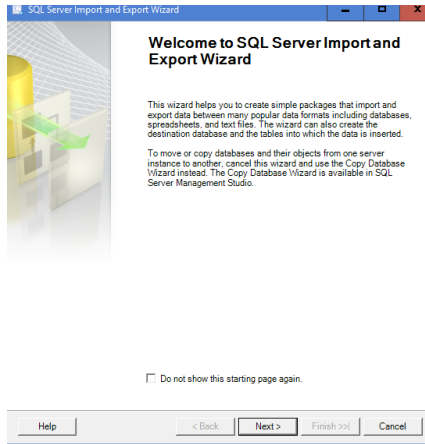 SQL Server Import and Export Wizard
Welcome to SQL Server Import and
Export Wizard
This wizard helps you to create simple packages that import and
export data between many popular data formats including databases,
spreadsheets, and text files. The wizard can also create the
destination database and the tables into which the data is inserted.
To move or copy databases and their objects from one server
instance to another, cancel this wizard and use the Copy Database
Wizard instead. The Copy Database Wizard is available in SQL
Server Management Studio.
Do not show this starting page again.
Help < Back Next > Finish >>| Cancel